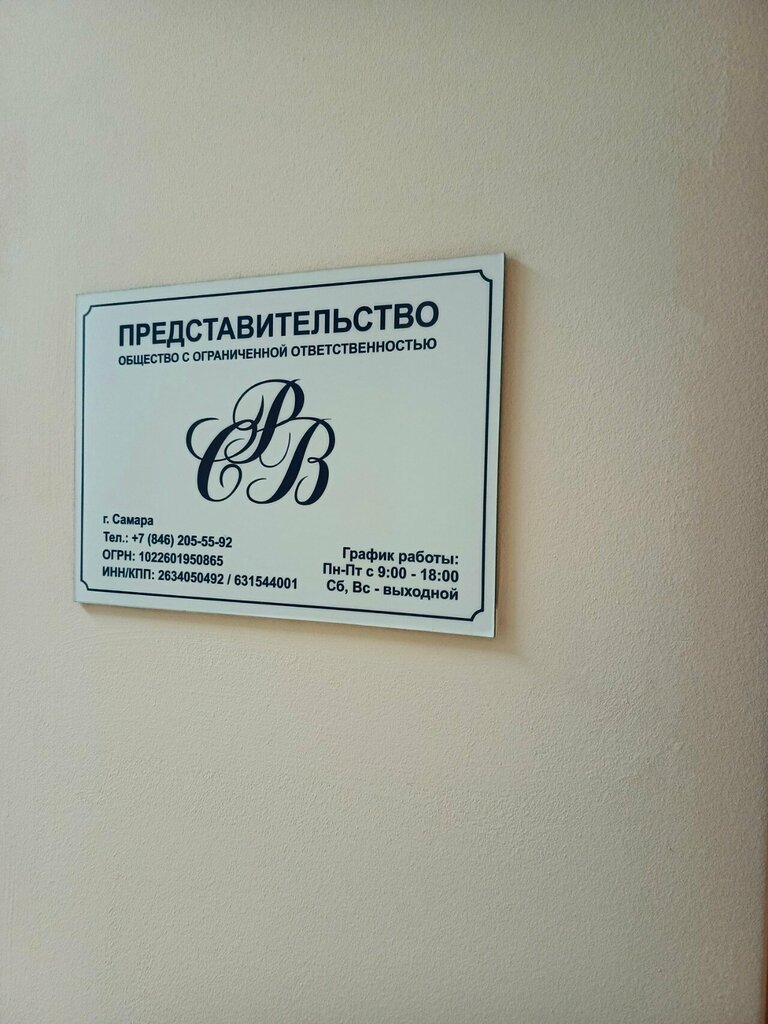 ПРЕДСТАВИТЕЛЬСТВО
ОБЩЕСТВО С ОГРАНИЧЕННОЙ ОТВЕТСТВЕННОСТЬЮ
СРВ
г. Самара
Тел.: +7 (846) 205-55-92
ОГРН: 1022601950865
ИНН/КПП: 2634050492 / 631544001
График работы:
Пн-Пт с 9:00 - 18:00
Сб, Вс - выходной